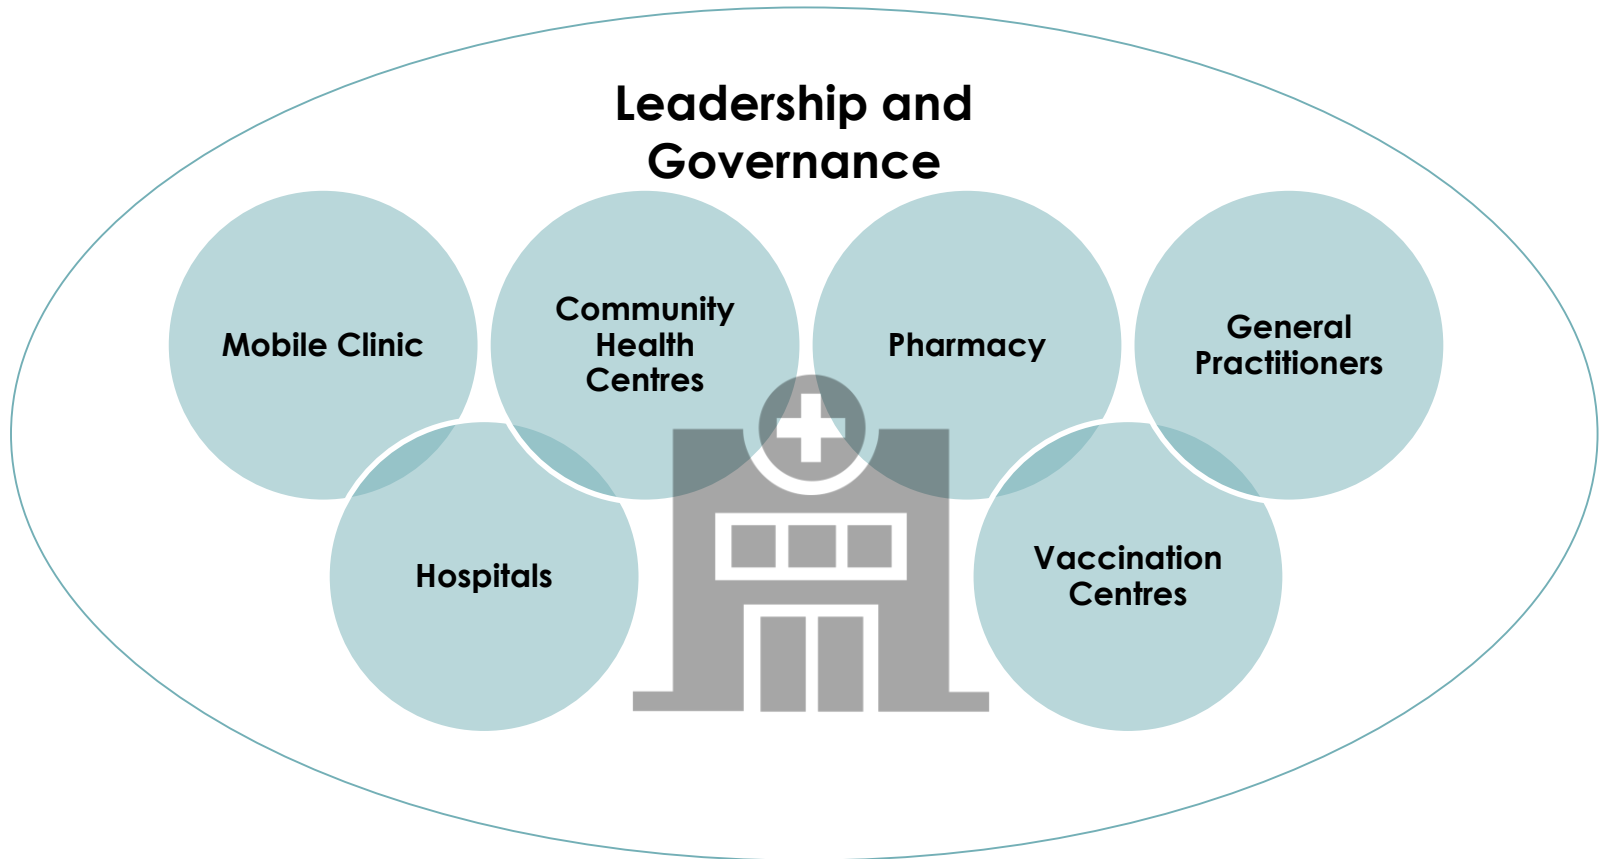 Leadership and
Governance
Mobile Clinic
Community
Health
Centres
Pharmacy
General
Practitioners
Hospitals
Vaccination
Centres